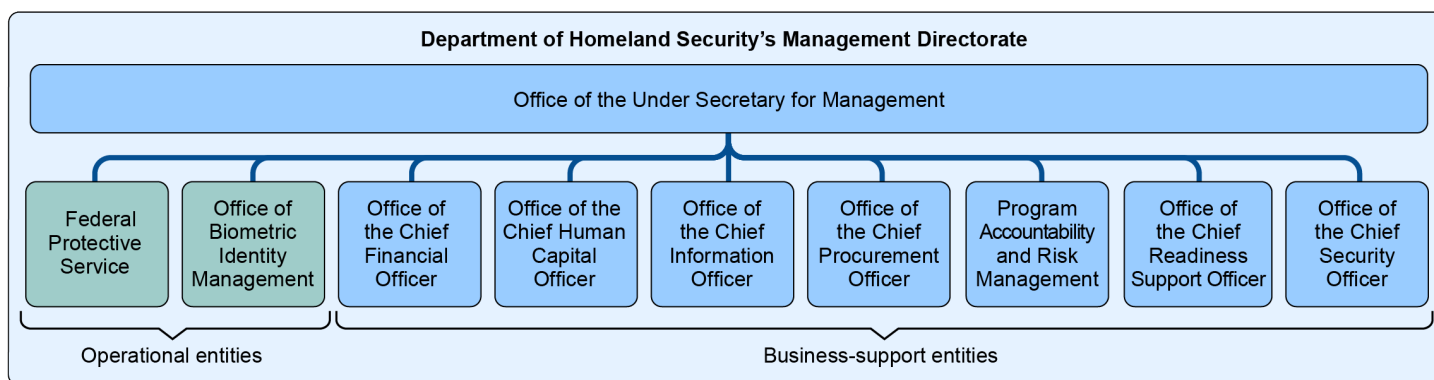 Department of Homeland Security’s Management Directorate
Office of the Under Secretary for Management
Federal
Protective
Service
Office of
Biometric
Identity
Management
Office of
the Chief
Financial
Officer
Office of the
Chief Human
Capital
Officer
Office of
the Chief
Information
Officer
Office of
the Chief
Procurement
Officer
Program
Accountability
and Risk
Management
Office of
the Chief
Readiness
Support Officer
Office of
the Chief
Security
Officer
Operational entities
Business-support entities